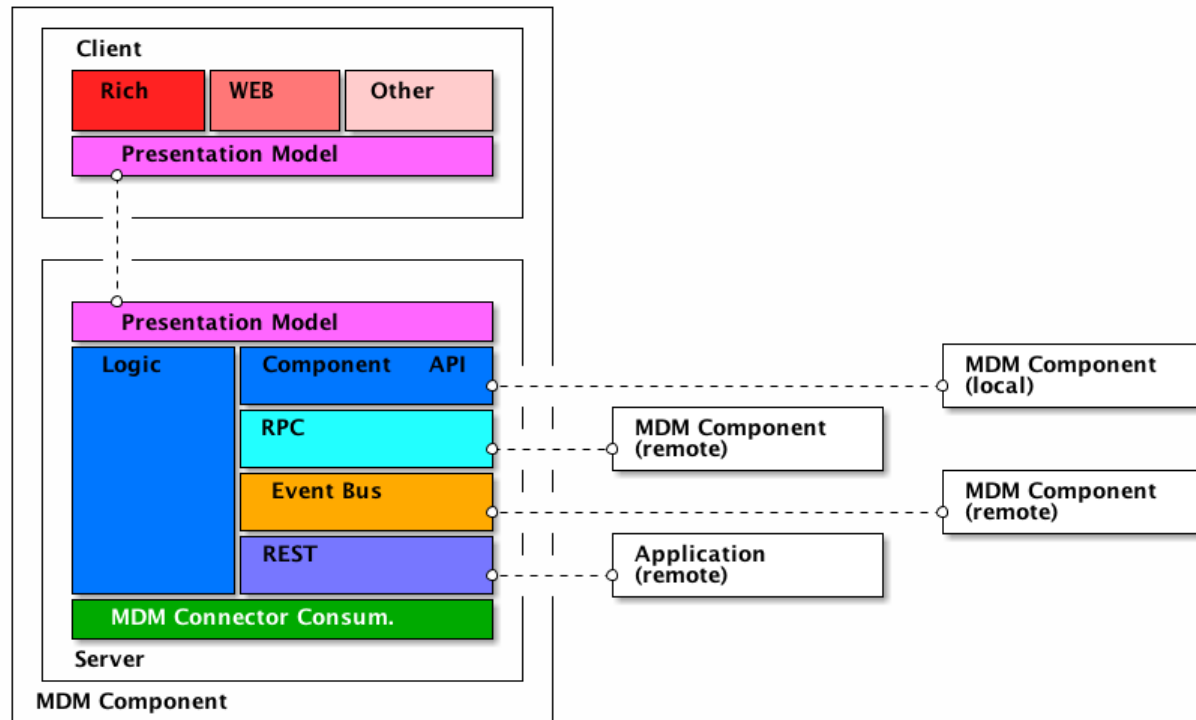 Client
Rich
WEB
Other
Presentation Model
Presentation Model
Logic
Component API
MDM Component
(local)
RPC
MDM Component
(remote)
Event Bus
MDM Component
(remote)
REST
Application
(remote)
MDM Connector Consum.
Server
MDM Component